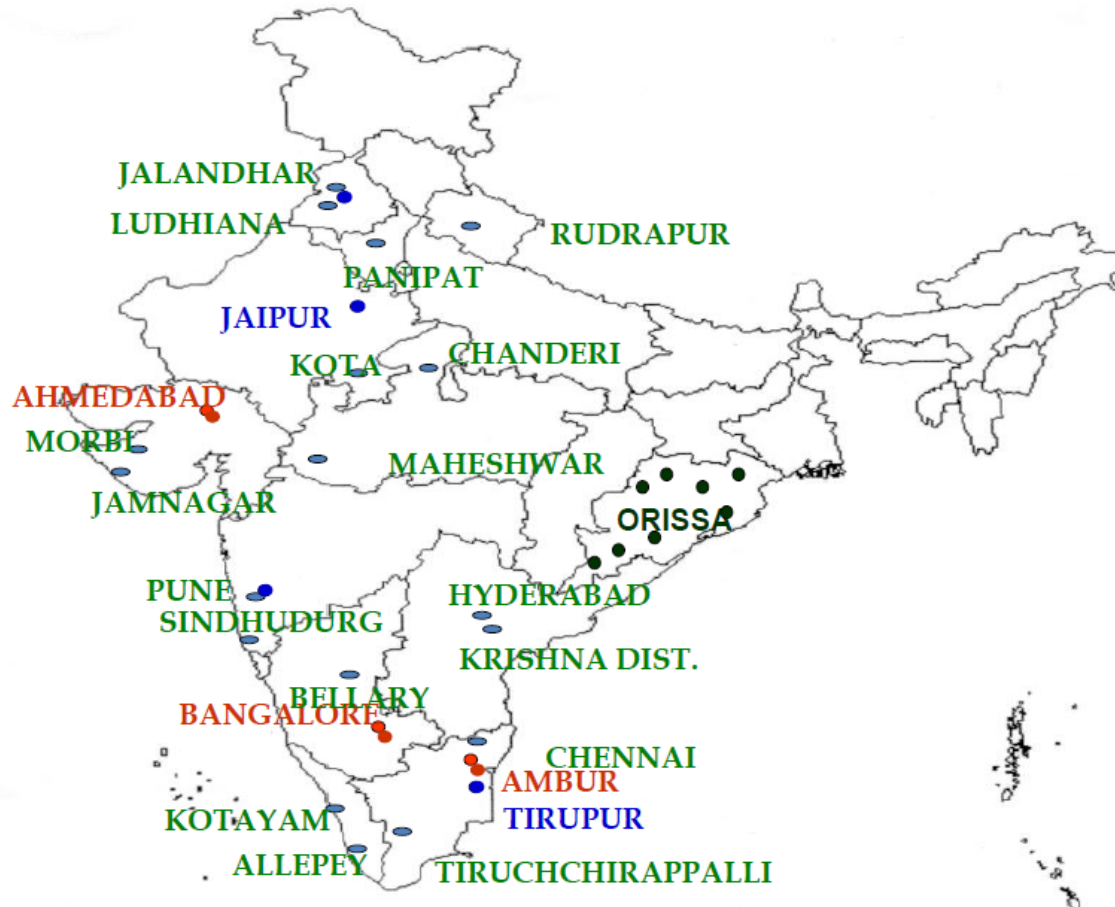 JALANDHAR
LUDHIANA
RUDRAPUR
PANIPAT
JAIPUR
CHANDERI
KOTA
AHMEDABAD
MORBI
MAHESHWAR
JAMNAGAR
ORISSA
PUNE
HYDERABAD
SINDHUDURG
KRISHNA DIST.
BELLARY
BANGALORE
CHENNAI
AMBUR
KOTAYAM
TIRUPUR
ALLEPEY
TIRUCHCHIRAPPALLI